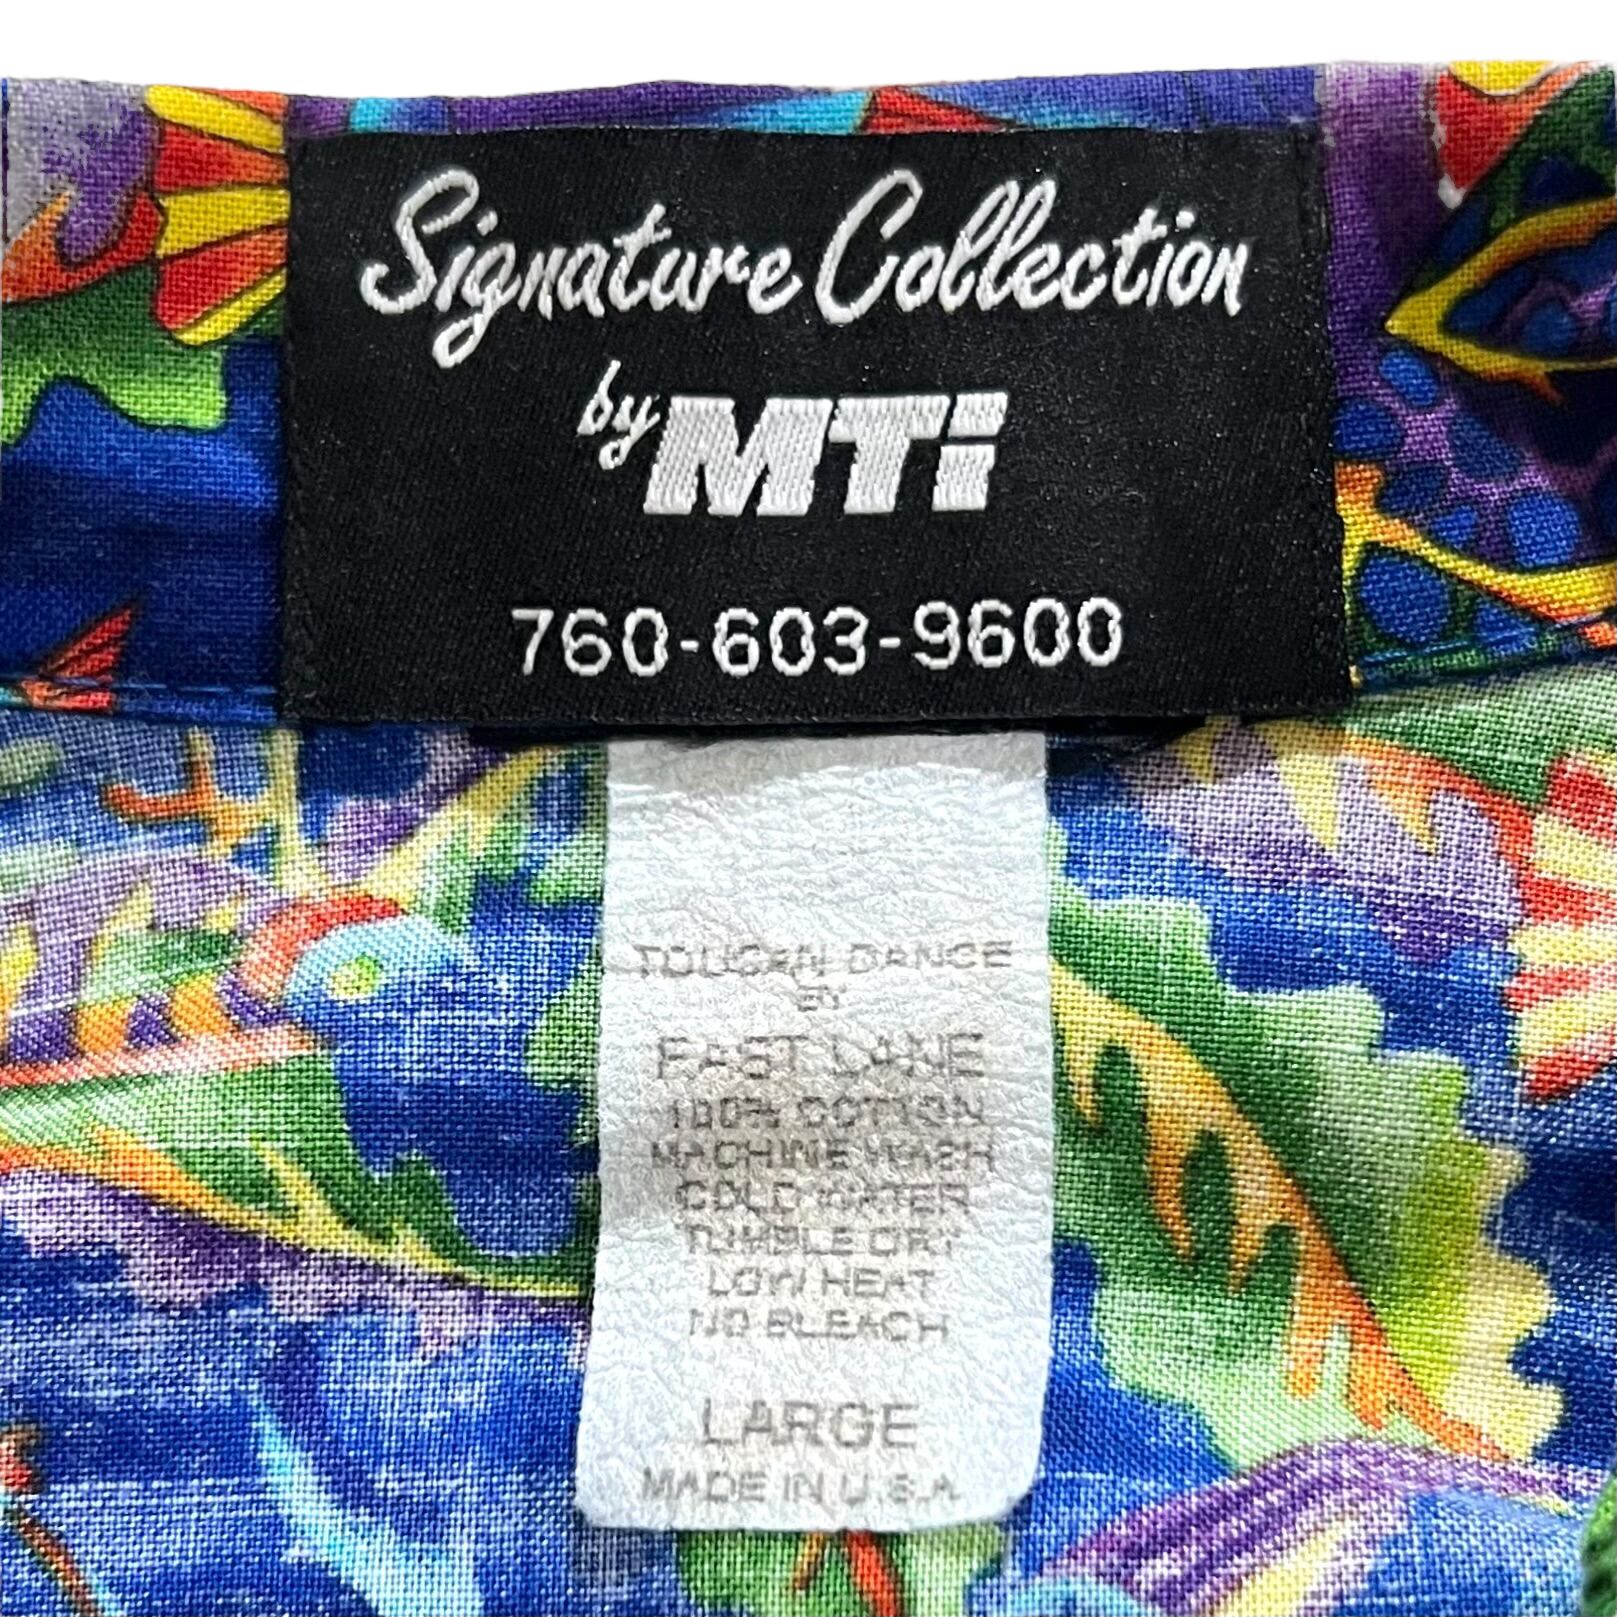 Signature Collection
by MTi
760-603-9600
TOUCAN DANCE
BY
FAST LANE
100% COTTON
MACHINE WASH
COLD WATER
TUMBLE DRY
LOW HEAT
NO BLEACH
LARGE
MADE IN U.S.A.